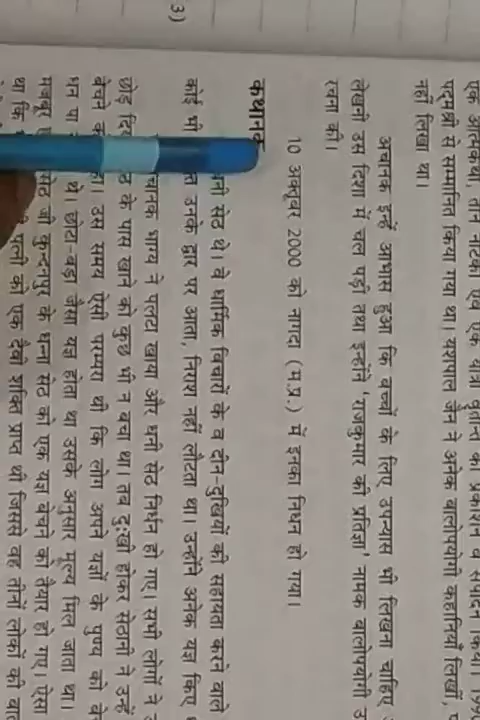 एक आत्मकथा, तीन नाटकों एवं एक यात्रा वृत्तान्त का प्रकाशन व संपादन किया। 1990
पद्मश्री से सम्मानित किया गया था। यशपाल जैन ने अनेक बालोपयोगी कहानियाँ लिखीं,
नहीं लिखा था।
अचानक इन्हें आभास हुआ कि बच्चों के लिए उपन्यास भी लिखना चाहिए
लेखनी उस दिशा में चल पड़ी तथा इन्होंने 'राजकुमार की प्रतिज्ञा' नामक बालोपयोगी
रचना की।
10 अक्तूबर 2000 को नागदा (म.प्र.) में इनका निधन हो गया।
कथानक
धनी सेठ थे। वे धार्मिक विचारों के व दीन-दुखियों की सहायता करने वाले
कोई भी उनके द्वार पर आता, निराश नहीं लौटता था। उन्होंने अनेक यज्ञ किए
3)
अचानक भाग्य ने पलटा खाया और धनी सेठ निर्धन हो गए। सभी लोगों ने
छोड़ के पास खाने को कुछ भी न बचा था। तब दुःखी होकर सेठानी ने उन्हें
बेचने उस समय ऐसी परम्परा थी कि लोग अपने यज्ञों के पुण्य को
धन पा थे। छोटा-बड़ा जैसा यज्ञ होता था उसके अनुसार मूल्य मिल जाता था।
मजबूर सेठ जी कुन्दनपुर के धन्ना सेठ को एक यज्ञ बेचने को तैयार हो गए। ऐसा
था कि पत्नी को एक दैवी शक्ति प्राप्त थी जिससे वह तीनों लोकों की बात